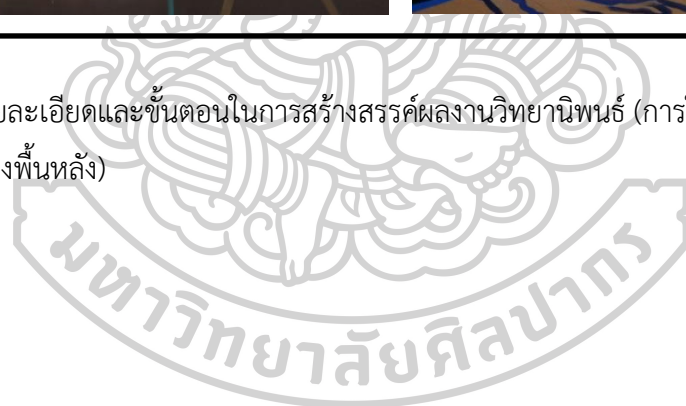 ยละเอียดและขั้นตอนในการสร้างสรรค์ผลงานวิทยานิพนธ์ (การ
งพื้นหลัง)
มหาวิทยาลัยศิลปากร